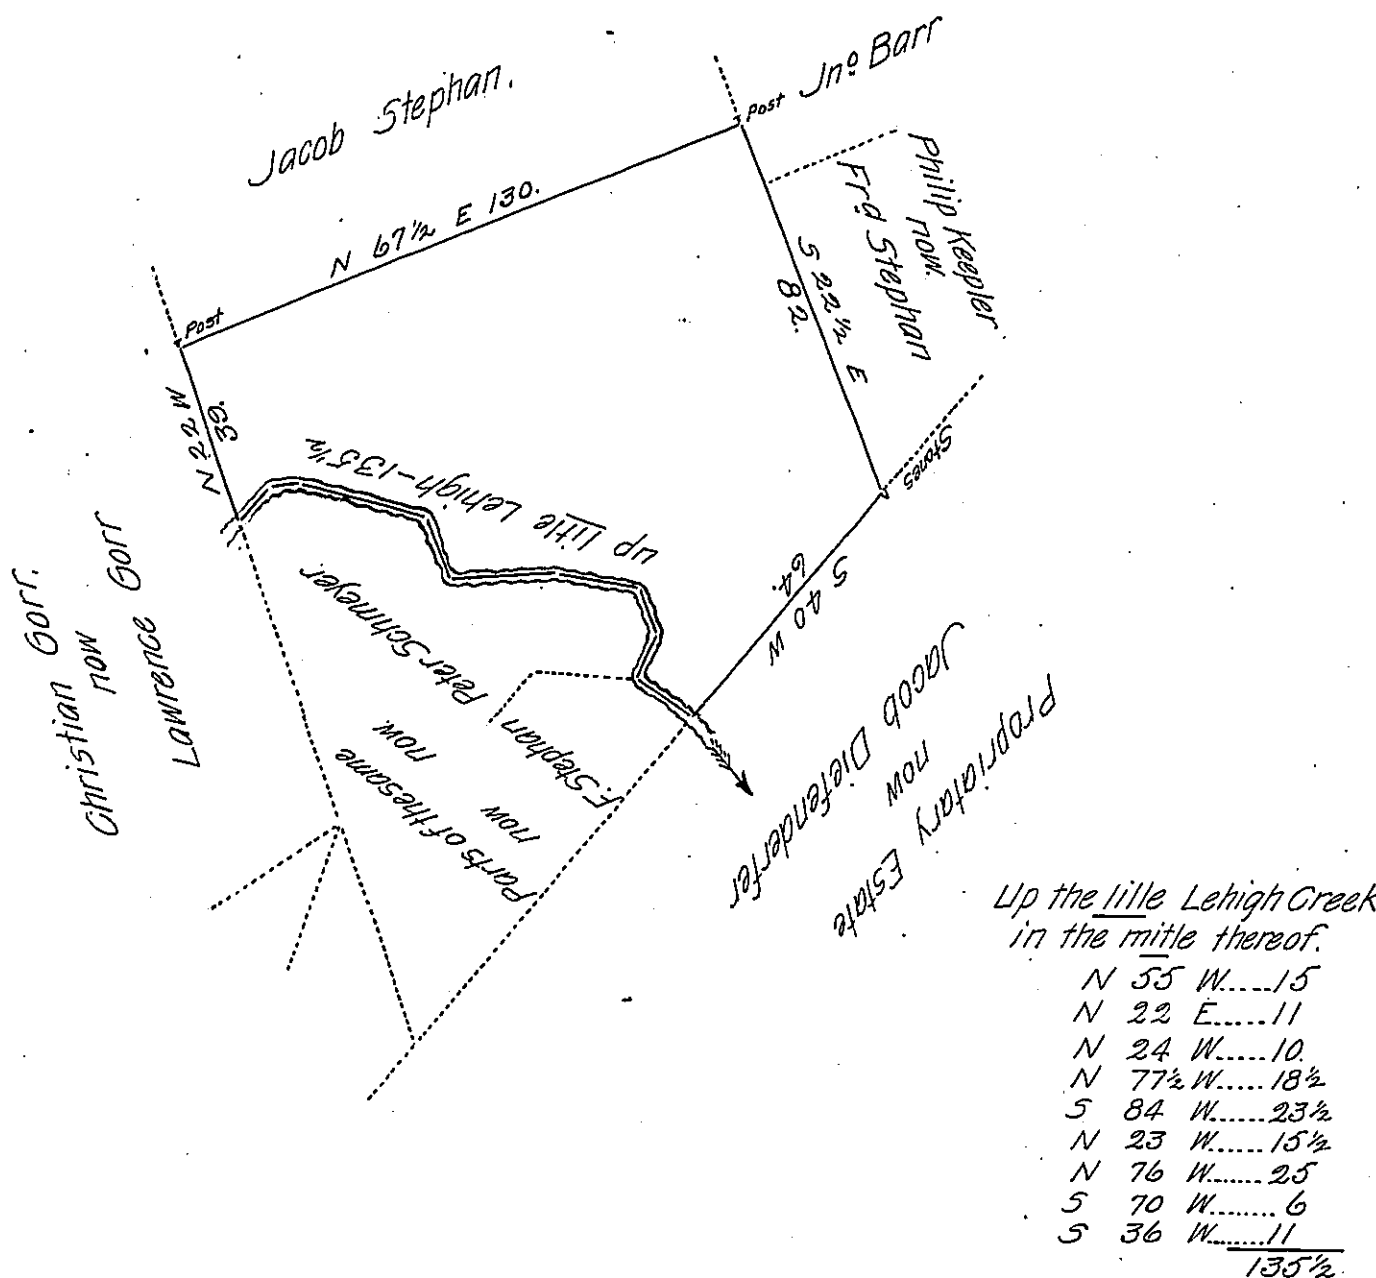 Jacob Stephan.
Post Jnº Barr
N 67½ E 130.
Philip Keepler
now.
Frd Stephan
S 22½ E
82.
Post
N 22 W
39.
Stones
up little Lehigh-135½
S 40 W
64.
Christian Gorr.
now
Lawrence Gorr
Peter Schmeyer.
now.
F. Stephan
now
Parts of the same
Jacob Diefenderfer
now
Propriatary Estate
Up the lille Lehigh Creek
in the mitle thereof.
N 55 W.....15
N 22 E.....11
N 24 W.....10.
N 77½ W.....18½
S 84 W......23½
N 23 W......15½
N 76 W.......25
S 70 W........6
S 36 W.......11
135½